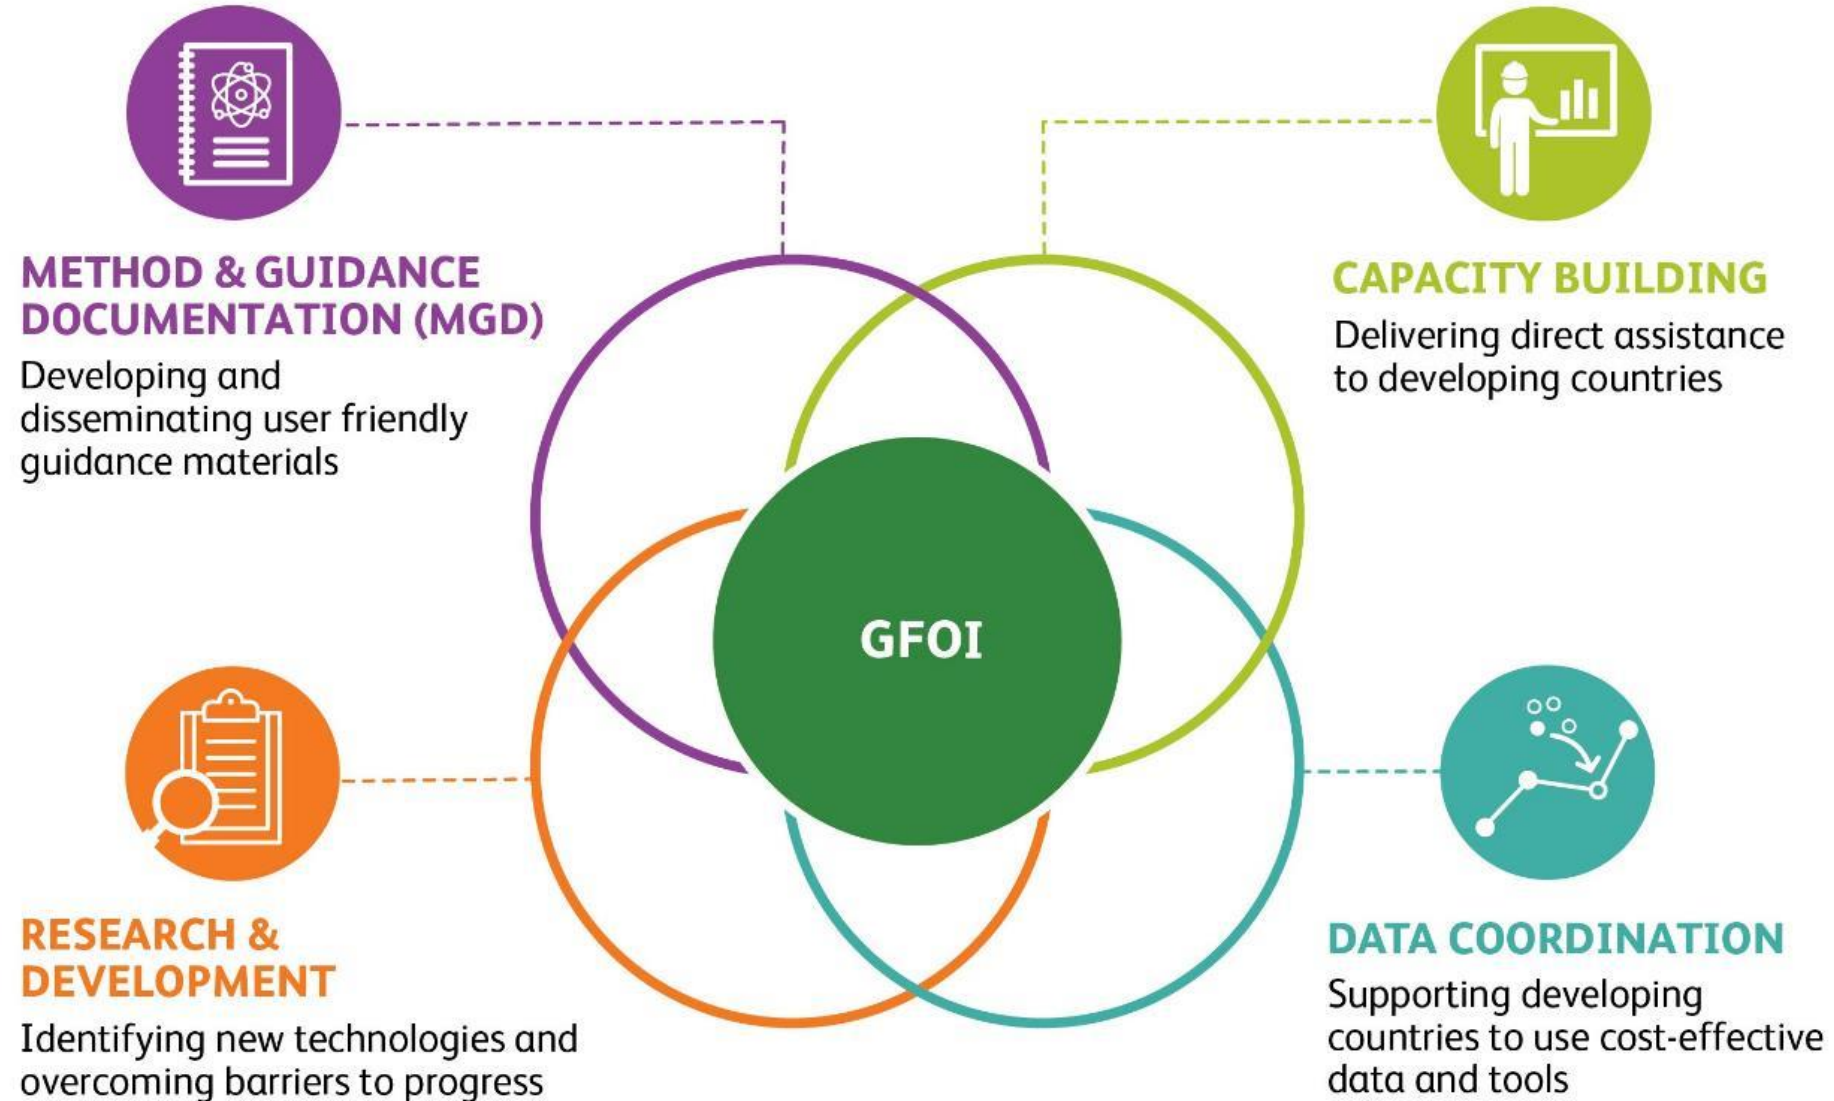 METHOD & GUIDANCE
DOCUMENTATION (MGD)
Developing and
disseminating user friendly
guidance materials
CAPACITY BUILDING
Delivering direct assistance
to developing countries
GFOI
RESEARCH &
DEVELOPMENT
Identifying new technologies and
overcoming barriers to progress
DATA COORDINATION
Supporting developing
countries to use cost-effective
data and tools